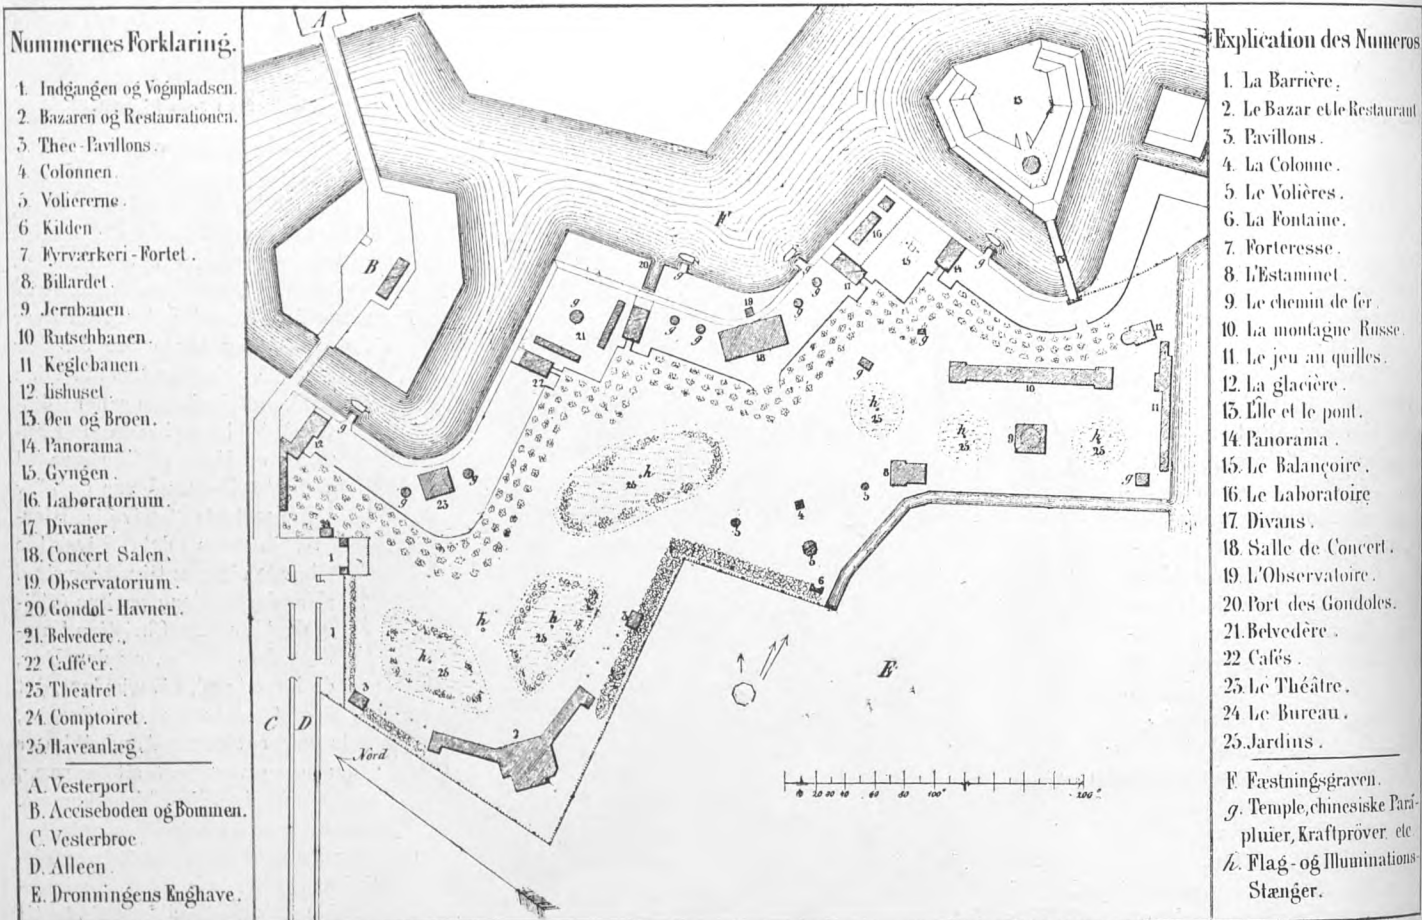 Nummernes Forklaring.
1. Indgangen og Vognpladsen.
2. Bazaren og Restaurationen.
3. Thee-Pavillons.
4. Colonnen.
5. Voliererne.
6 Kilden.
7. Fyrværkeri-Fortet.
8. Billardet.
9 Jernbanen.
10 Rutschbanen.
11 Keglebanen.
12 Iishuset.
13. Øen og Broen.
14. Panorama.
15. Gyngen
16 Laboratorium.
17. Divaner.
18. Concert Salen.
19. Observatorium.
20 Gondol-Havnen.
21. Belvedere.
22 Caffe'er.
23 Theatret.
24. Comptoiret.
25 Haveanlæg.
A. Vesterport.
B. Acciseboden og Bommen.
C. Vesterbroe
D. Alleen.
E. Dronningens Enghave.
A
B
F
C
D
E
Nord
Explication des Numeros
1. La Barrière.
2. Le Bazar et le Restaurant
3. Pavillons.
4. La Colonne.
5. Le Volières.
6. La Fontaine.
7. Forteresse.
8 L'Estaminet.
9. Le chemin de fer.
10. La montagne Russe.
11. Le jeu au quilles.
12. La glacière.
13. L'Ile et le pont.
14. Panorama.
15. Le Balançoire.
16. Le Laboratoire
17. Divans.
18. Salle de Concert.
19. L'Observatoire.
20. Port des Gondoles.
21. Belvedère.
22 Cafés.
23. Le Théâtre.
24 Le Bureau.
25. Jardins.
F. Fæstningsgraven.
g. Temple, chinesiske Para-
pluier, Kraftpröver etc
h. Flag- og Illuminations-
Stænger.